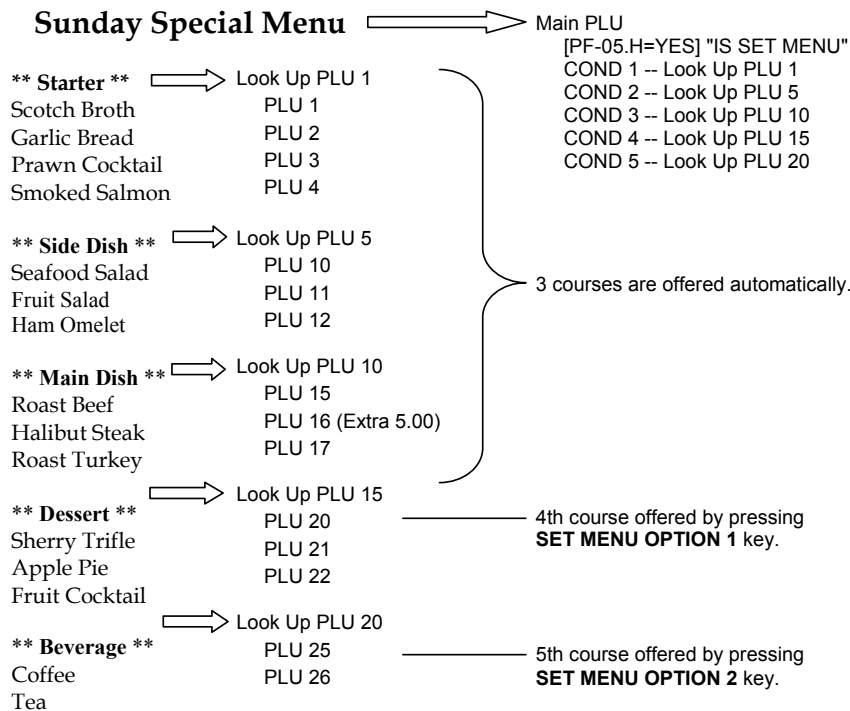 Sunday Special Menu
Main PLU
[PF-05.H=YES] "IS SET MENU"
COND 1 -- Look Up PLU 1
COND 2 -- Look Up PLU 5
COND 3 -- Look Up PLU 10
COND 4 -- Look Up PLU 15
COND 5 -- Look Up PLU 20
** Starter **
Scotch Broth
Garlic Bread
Prawn Cocktail
Smoked Salmon
Look Up PLU 1
PLU 1
PLU 2
PLU 3
PLU 4
** Side Dish **
Seafood Salad
Fruit Salad
Ham Omelet
Look Up PLU 5
PLU 10
PLU 11
PLU 12
3 courses are offered automatically.
** Main Dish **
Roast Beef
Halibut Steak
Roast Turkey
Look Up PLU 10
PLU 15
PLU 16 (Extra 5.00)
PLU 17
** Dessert **
Sherry Trifle
Apple Pie
Fruit Cocktail
Look Up PLU 15
PLU 20
PLU 21
PLU 22
4th course offered by pressing
SET MENU OPTION 1 key.
** Beverage **
Coffee
Tea
Look Up PLU 20
PLU 25
PLU 26
5th course offered by pressing
SET MENU OPTION 2 key.